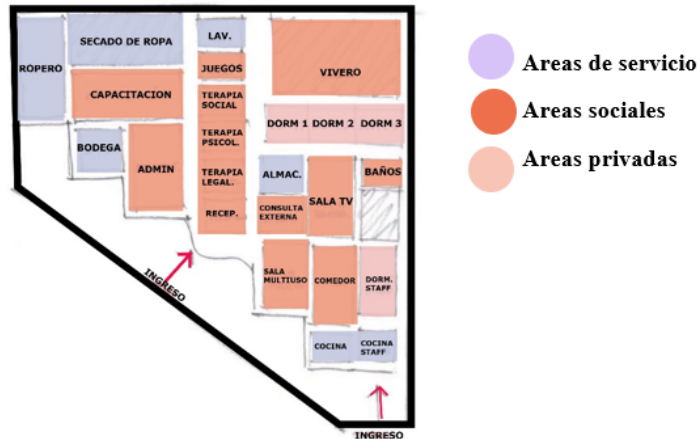 ROPERO
SECADO DE ROPA
LAV.
JUEGOS
VIVERO
CAPACITACION
TERAPIA
SOCIAL
TERAPIA
PSICOL.
TERAPIA
LEGAL.
RECEP.
DORM 1
DORM 2
DORM 3
BODEGA
ADMIN
ALMAC.
SALA TV
BAÑOS
CONSULTA
EXTERNA
SALA
MULTIUSO
COMEDOR
DORM.
STAFF
COCINA
COCINA
STAFF
INGRESO
INGRESO
Areas de servicio
Areas sociales
Areas privadas